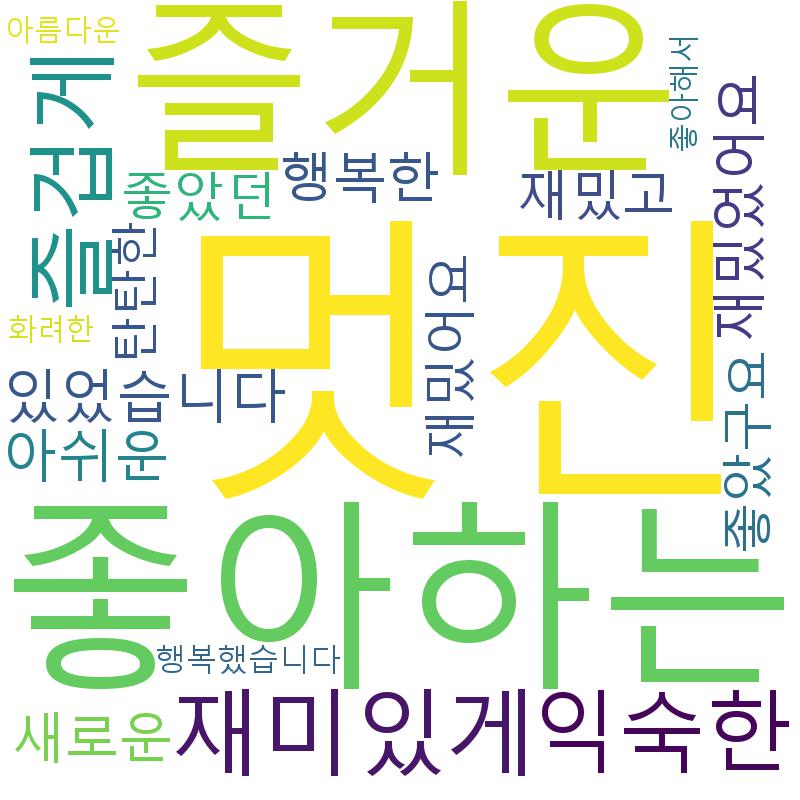 아름다운
즐거운
좋아해서
즐겁게
좋았던
행복한
재밌고
재밌었어요
탄탄한
멋진
재밌어요
화려한
있었습니다
아쉬운
좋았구요
좋아하는
행복했습니다
새로운
재미있게
익숙한